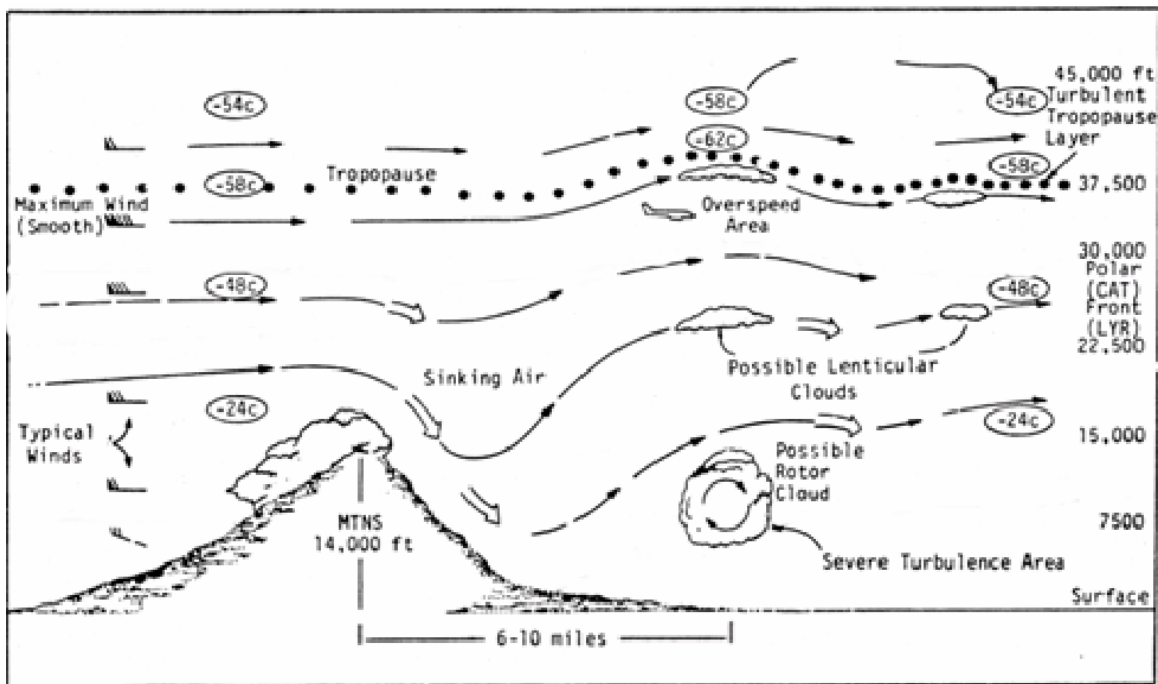 45,000 ft
-54c
-58c
-54c
Turbulent
Tropopause
Layer
-62c
-58c
Tropopause
-58c
37,500
Maximum Wind
(Smooth)
Overspeed
Area
30,000
Polar
(CAT)
Front
(LYR)
22,500
-48c
-48c
Sinking Air
Possible Lenticular
Clouds
-24c
-24c
Typical
Winds
15,000
Possible
Rotor
Cloud
MTNS
14,000 ft
7500
Severe Turbulence Area
Surface
6-10 miles